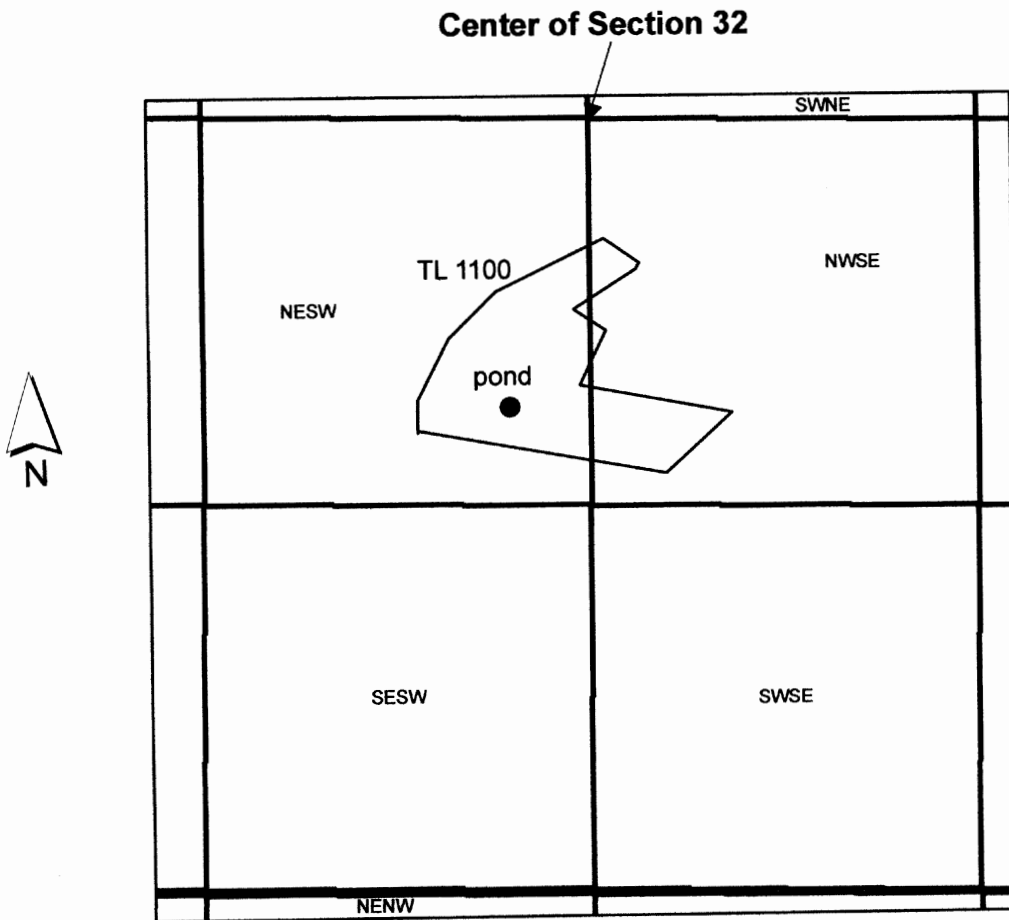 Center of Section 32
SWNE
NWSE
TL 1100
NESW
pond
N
SESW
SWSE
NENW